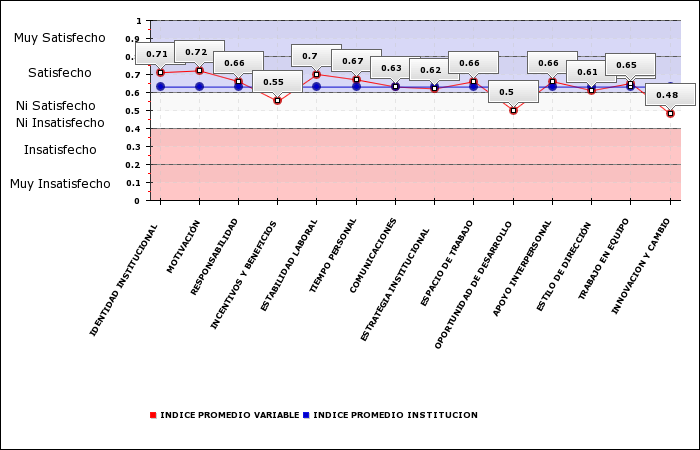 Muy Satisfecho
Satisfecho
Ni Satisfecho
Ni Insatisfecho
Insatisfecho
Muy Insatisfecho
1
0.9
0.8
0.7
0.6
0.5
0.4
0.3
0.2
0.1
0
0.71
0.72
0.66
0.55
0.7
0.67
0.63
0.62
0.66
0.5
0.66
0.61
0.65
0.48
IDENTIDAD INSTITUCIONAL
MOTIVACIÓN
RESPONSABILIDAD
INCENTIVOS Y BENEFICIOS
ESTABILIDAD LABORAL
TIEMPO PERSONAL
COMUNICACIONES
ESTRATEGIA INSTITUCIONAL
ESPACIO DE TRABAJO
OPORTUNIDAD DE DESARROLLO
APOYO INTERPERSONAL
ESTILO DE DIRECCIÓN
TRABAJO EN EQUIPO
INNOVACION Y CAMBIO
INDICE PROMEDIO VARIABLE
INDICE PROMEDIO INSTITUCION